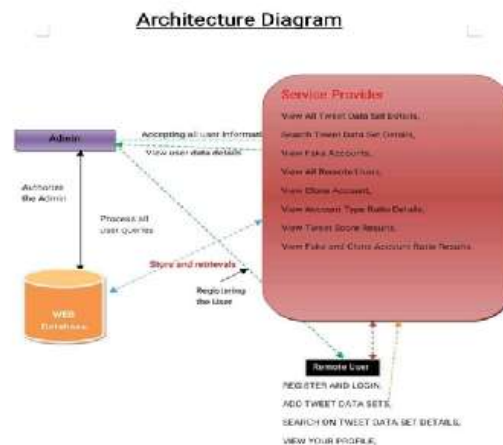 Architecture Diagram
Service Provider
View All Tweet Data Set Details,
Search Tweet Data Set Details,
View Fake Accounts,
View All Remote Users,
View Clone Account,
View Account Type Ratio Details,
View Tweet Score Results,
View Fake and Clone Account Ratio Results.
Admin
Accepting all user Informati
View user data details
Authorize
the Admin
Process all
user queries
Store and retrievals
Registering
the User
WEB
Database
Remote User
REGISTER AND LOGIN,
ADD TWEET DATA SETS,
SEARCH ON TWEET DATA SET DETAILS,
VIEW YOUR PROFILE,